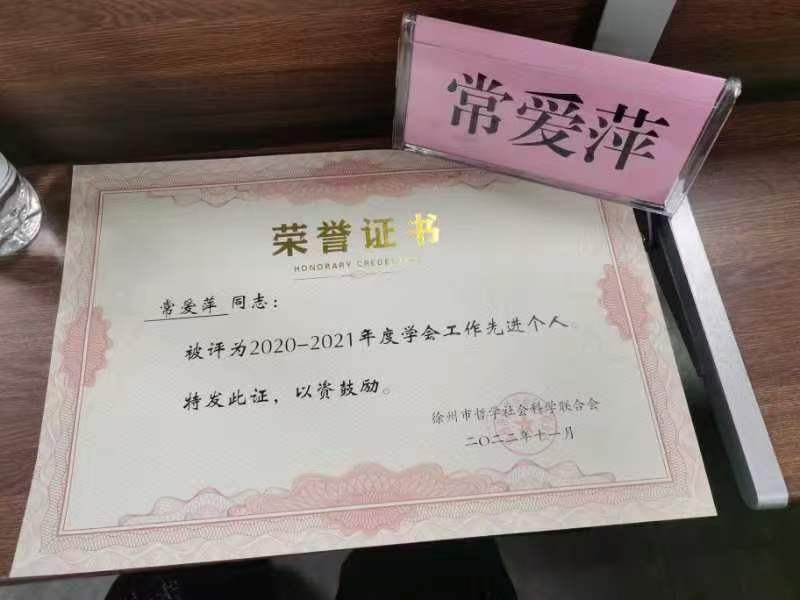 常爱萍
荣誉证书
HONORARY CREDENTIAL
常爱萍 同志：
被评为2020-2021年度学会工作先进个人。
特发此证，以资鼓励。
徐州市哲学社会科学联合会
二〇二二年十一月